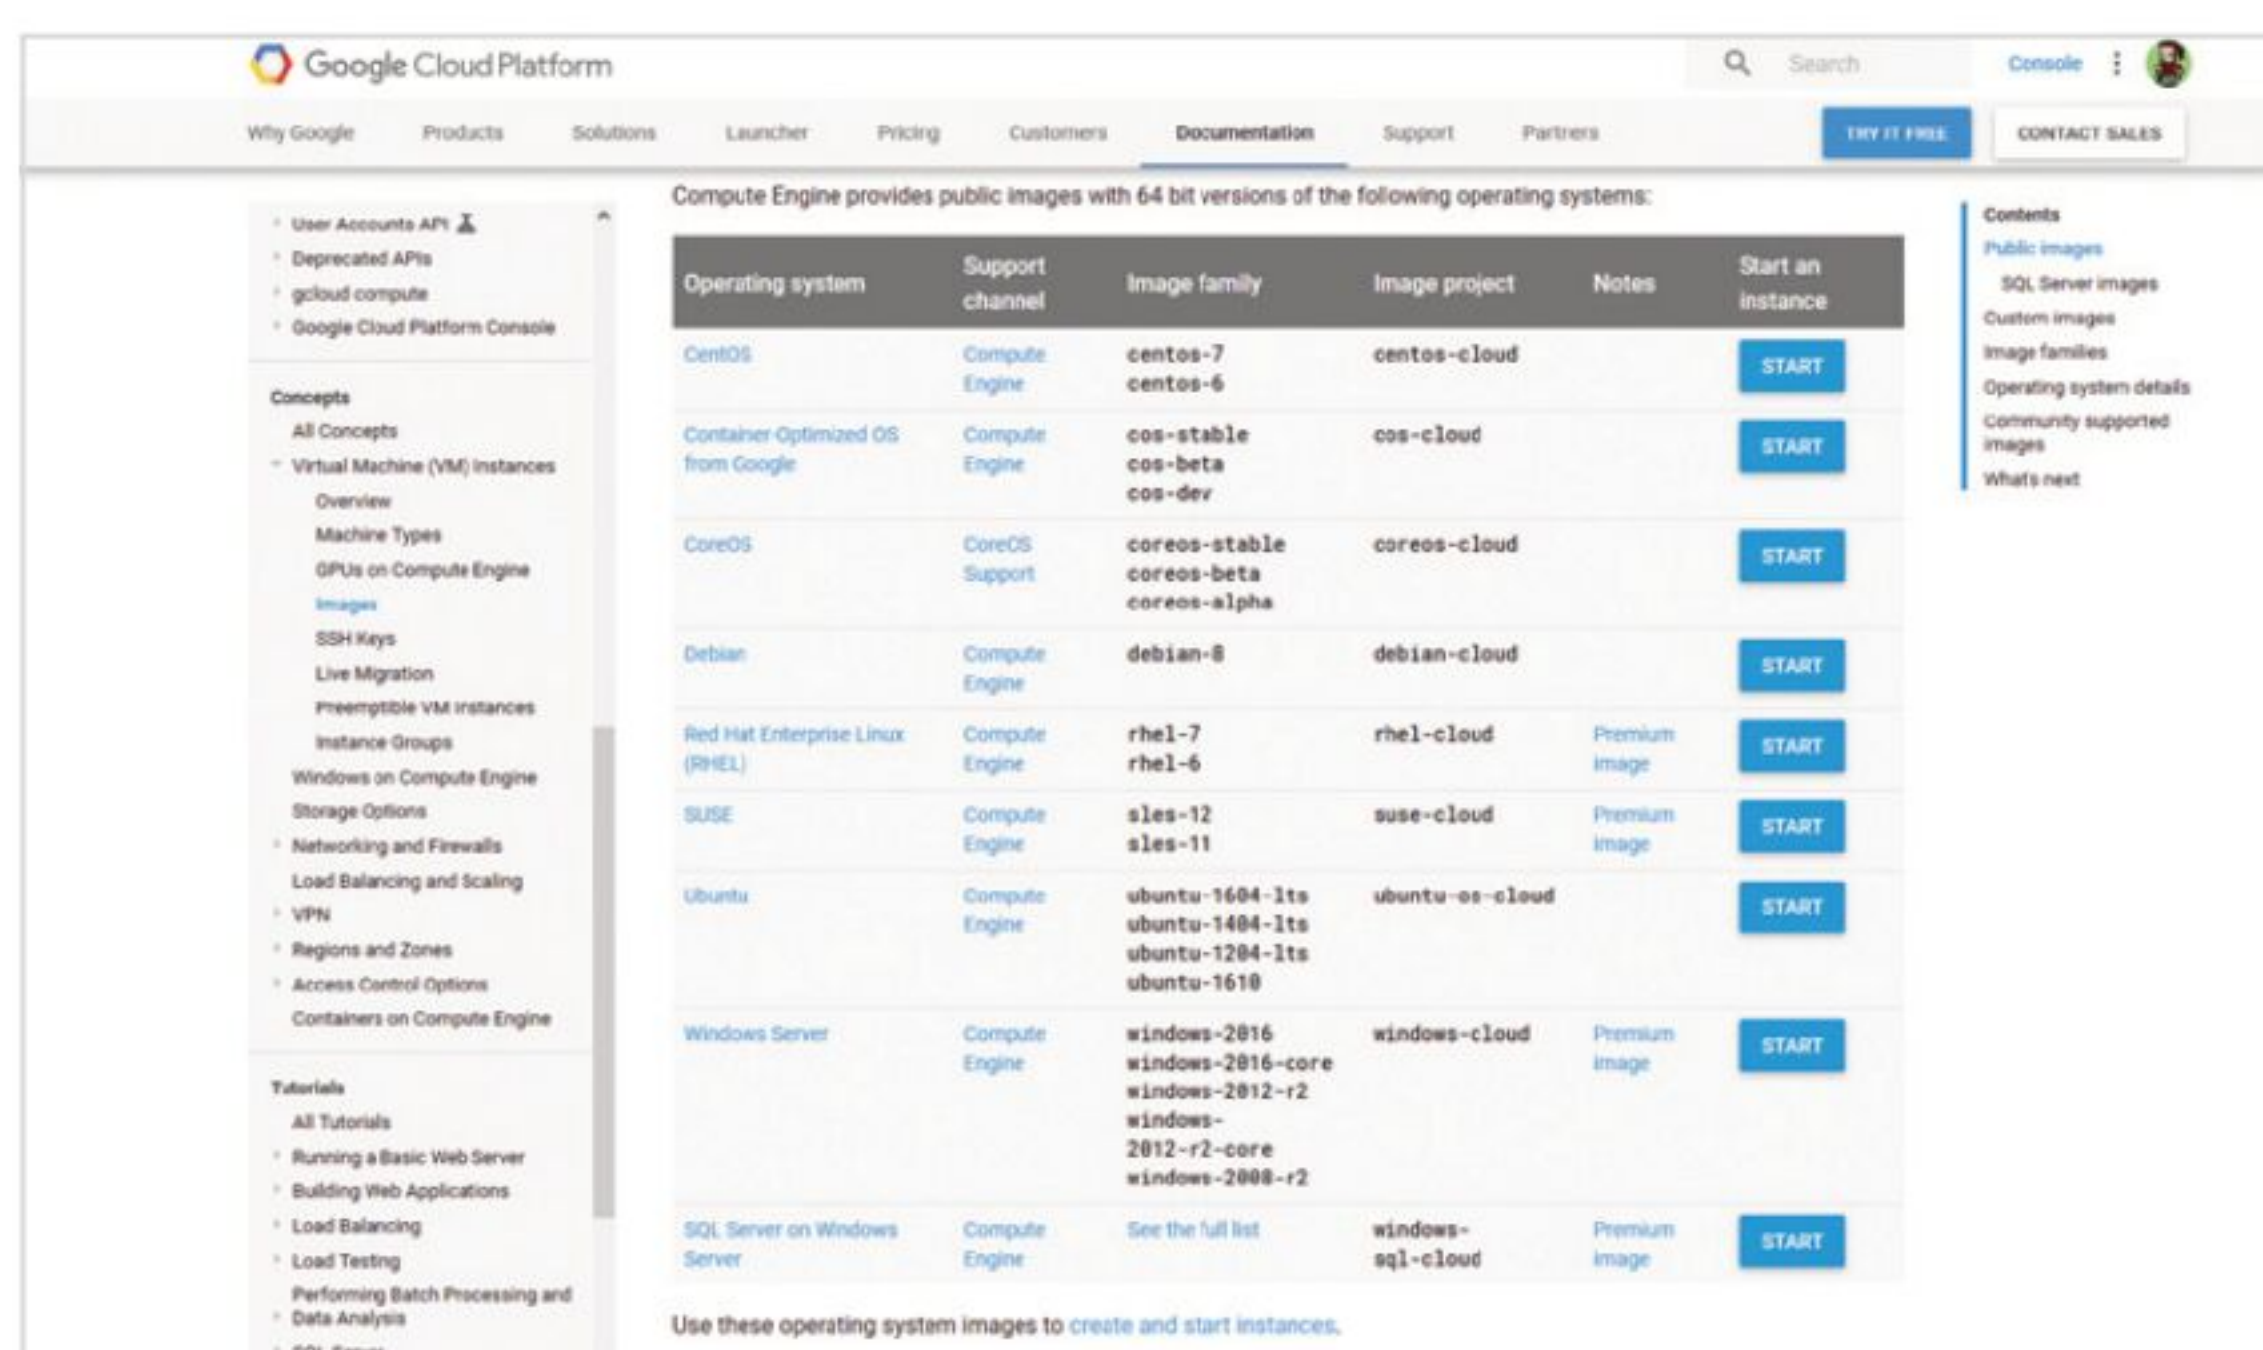 Google Cloud Platform
Search
Console
Why Google Products Solutions Launcher Pricing Customers Documentation Support Partners
TRY IT FREE
CONTACT SALES
User Accounts API
Deprecated APIs
gcloud compute
Google Cloud Platform Console
Concepts
All Concepts
Virtual Machine (VM) Instances
Overview
Machine Types
GPUs on Compute Engine
Images
SSH Keys
Live Migration
Preemptible VM Instances
Instance Groups
Windows on Compute Engine
Storage Options
Networking and Firewalls
Load Balancing and Scaling
VPN
Regions and Zones
Access Control Options
Containers on Compute Engine
Tutorials
All Tutorials
Running a Basic Web Server
Building Web Applications
Load Balancing
Load Testing
Performing Batch Processing and
Data Analysis
SQL Server
Compute Engine provides public images with 64 bit versions of the following operating systems:
Operating system
Support
channel
Image family
Image project
Notes
Start an
instance
CentOS
Compute
Engine
centos-7
centos-6
centos-cloud
START
Container-Optimized OS
from Google
Compute
Engine
cos-stable
cos-beta
cos-dev
cos-cloud
START
CoreOS
CoreOS
Support
coreos-stable
coreos-beta
coreos-alpha
coreos-cloud
START
Debian
Compute
Engine
debian-8
debian-cloud
START
Red Hat Enterprise Linux
(RHEL)
Compute
Engine
rhel-7
rhel-6
rhel-cloud
Premium
image
START
SUSE
Compute
Engine
sles-12
sles-11
suse-cloud
Premium
image
START
Ubuntu
Compute
Engine
ubuntu-1604-lts
ubuntu-1404-lts
ubuntu-1204-lts
ubuntu-1610
ubuntu-os-cloud
START
Windows Server
Compute
Engine
windows-2016
windows-2016-core
windows-2012-r2
windows-
2012-r2-core
windows-2008-r2
windows-cloud
Premium
image
START
SQL Server on Windows
Server
Compute
Engine
See the full list
windows-
sql-cloud
Premium
image
START
Use these operating system images to create and start instances.
Contents
Public images
SQL Server images
Custom images
Image families
Operating system details
Community supported
images
What's next